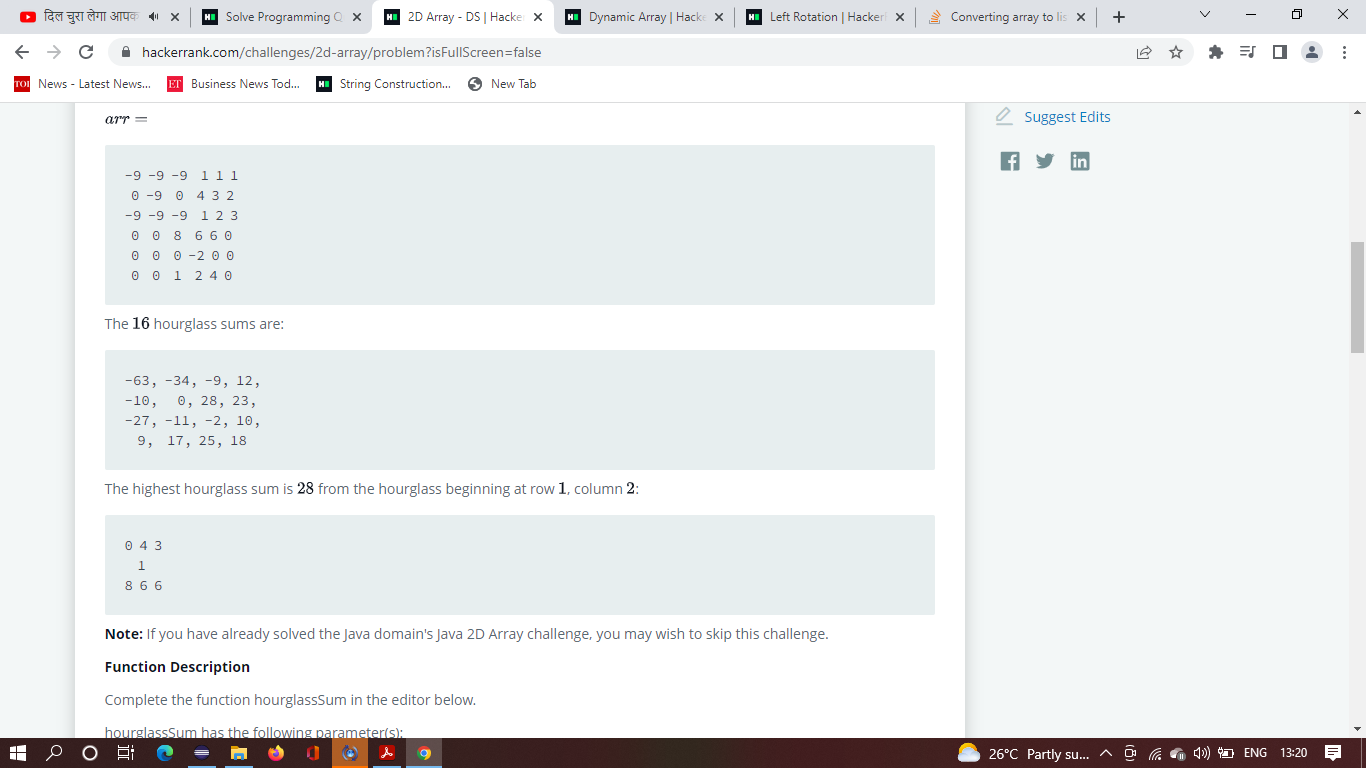 दिल चुरा लेगा आपक
Solve Programming Q
2D Array - DS | Hacke
Dynamic Array | Hack
Left Rotation | Hacker
Converting array to lis
hackerrank.com/challenges/2d-array/problem?isFullScreen=false
TOI News - Latest News...
ET Business News Tod...
String Construction...
New Tab
arr =
-9 -9 -9 1 1 1
0 -9 0 4 3 2
-9 -9 -9 1 2 3
0 0 8 6 6 0
0 0 0 -2 0 0
0 0 1 2 4 0
The 16 hourglass sums are:
-63, -34, -9, 12,
-10, 0, 28, 23,
-27, -11, -2, 10,
9, 17, 25, 18
The highest hourglass sum is 28 from the hourglass beginning at row 1, column 2:
0 4 3
1
8 6 6
Note: If you have already solved the Java domain's Java 2D Array challenge, you may wish to skip this challenge.
Function Description
Complete the function hourglassSum in the editor below.
hourglassSum has the following parameter(s):
Suggest Edits
26°C Partly su...
ENG
13:20